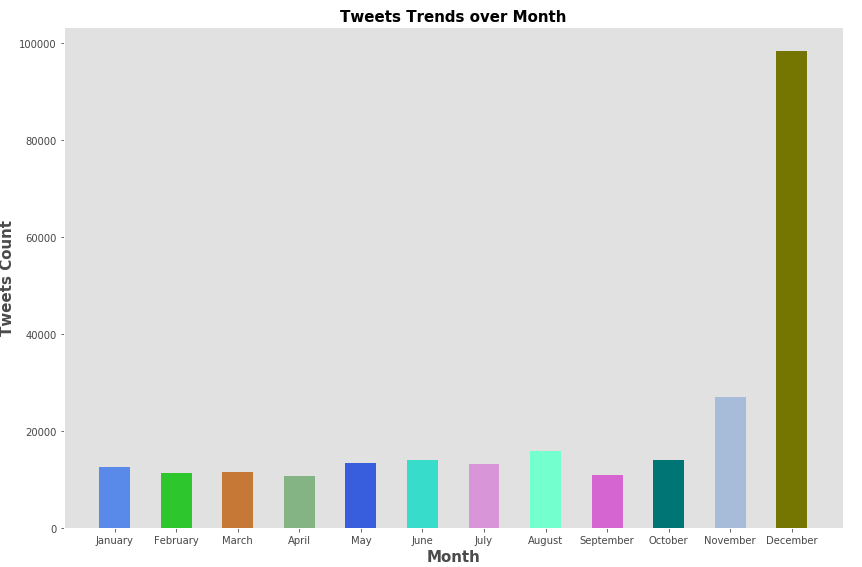 Tweets Trends over Month
100000
80000
60000
40000
20000
0
Tweets Count
January February March April May June July August September October November December
Month